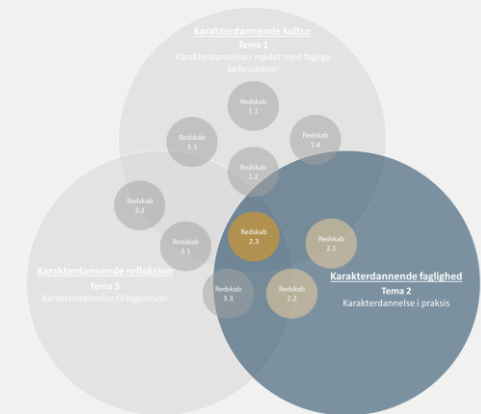 Karakterdannende kultur
Tema 1
Karakterdannelse i mødet med faglige
fællesskaber
Redskab
1.1
Redskab
1.3
Redskab
1.4
Redskab
1.2
Redskab
3.2
Redskab
2.3
Redskab
2.1
Redskab
3.1
Karakterdannende refleksion
Tema 3
Karakterdannelse til fagperson
Karakterdannende faglighed
Tema 2
Karakterdannelse i praksis
Redskab
3.3
Redskab
2.2